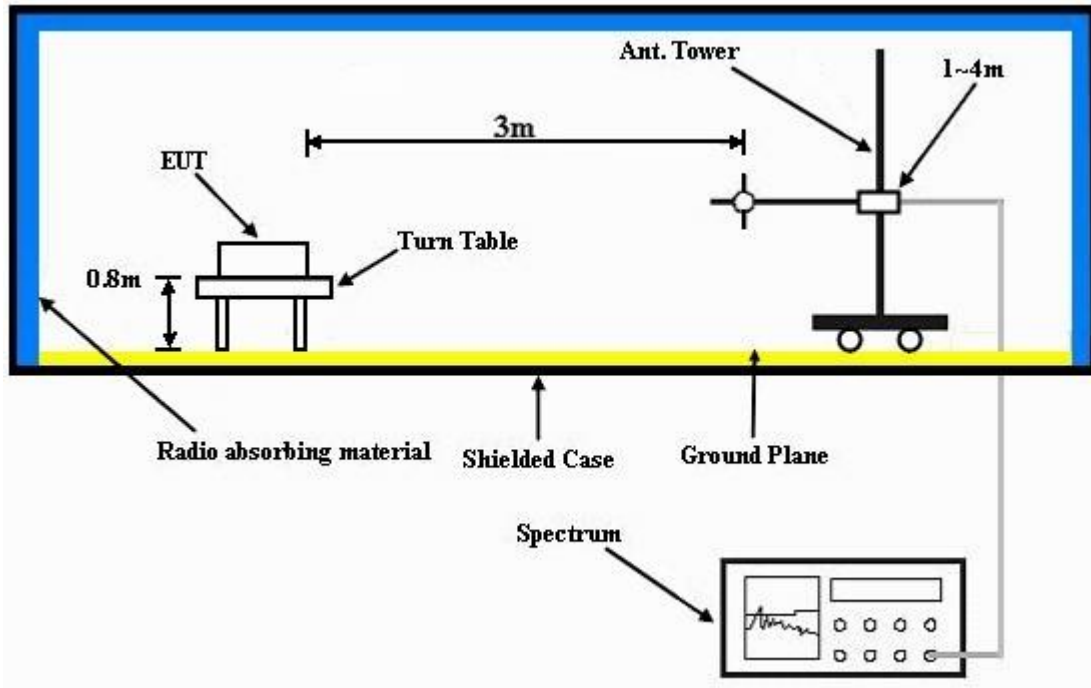 Ant. Tower
1~4m
3m
EUT
Turn Table
0.8m
Radio absorbing material
Shielded Case
Ground Plane
Spectrum